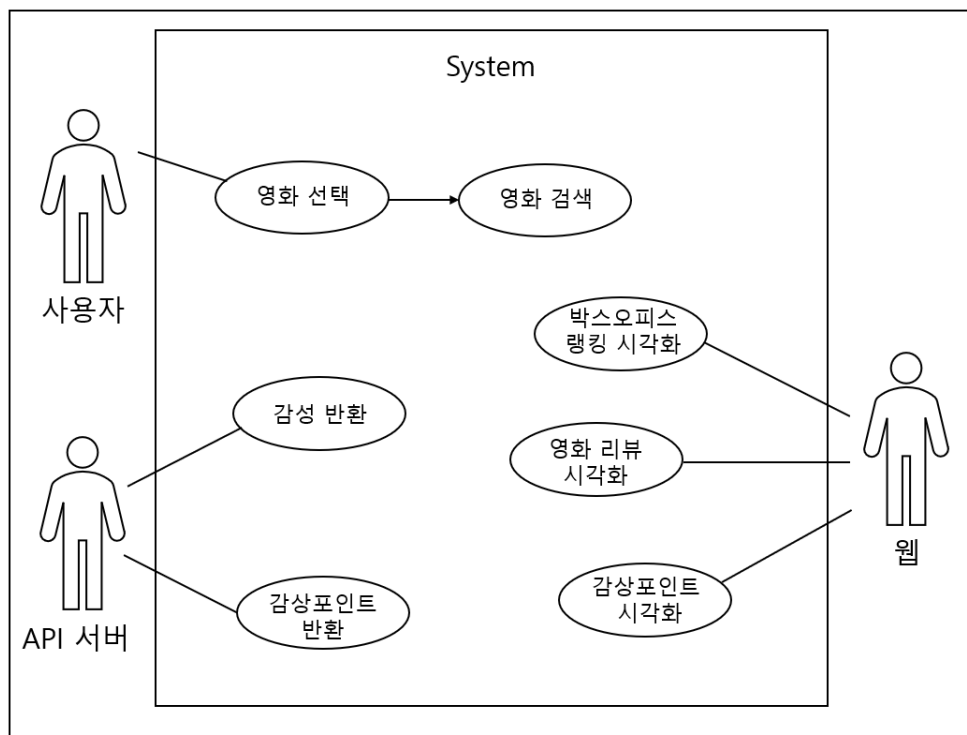 System
영화 선택
영화 검색
사용자
박스오피스
랭킹 시각화
감성 반환
영화 리뷰
시각화
웹
감상포인트
반환
감상포인트
시각화
API 서버